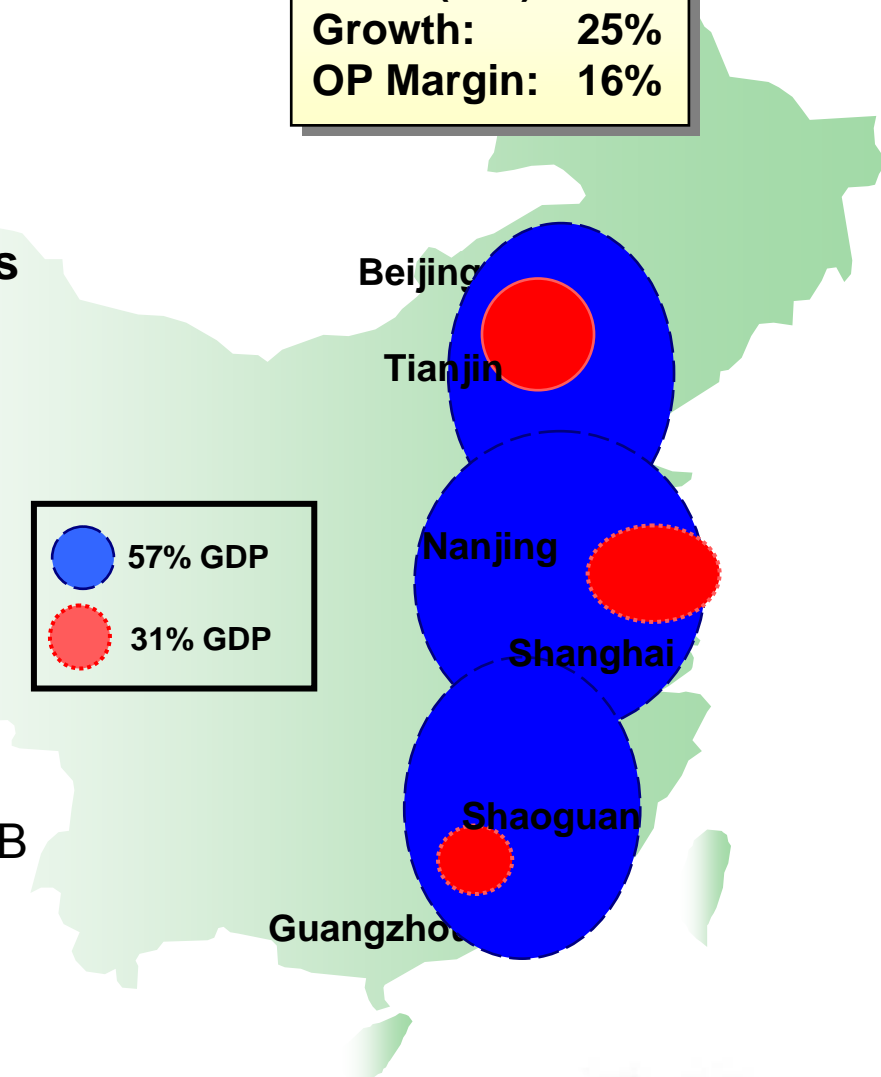 Growth: 25%
OP Margin: 16%
Beijing
s
Tianjin
Nanjing
57% GDP
31% GDP
Shanghai
Shaoguan
B
Guangzhou